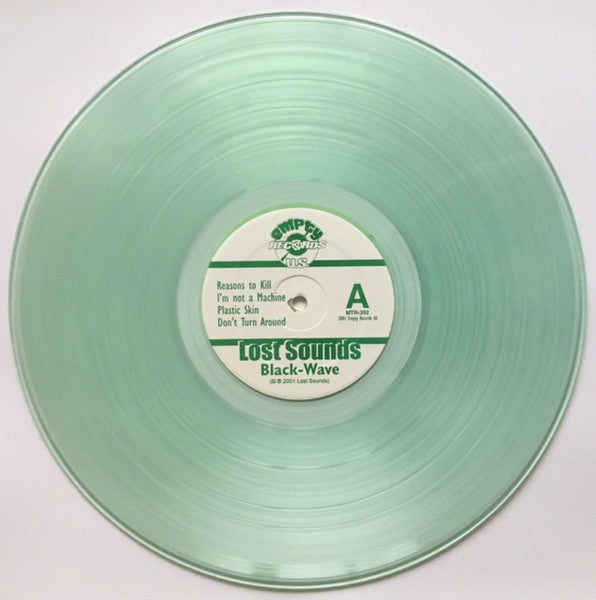 empty
RECORDS
U.S.
Reasons to Kill
I'm not a Machine
Plastic Skin
Don't Turn Around
A
MTR-392
2001 Empty Records US
Lost Sounds
Black-Wave
(© ℗ 2001 Lost Sounds)